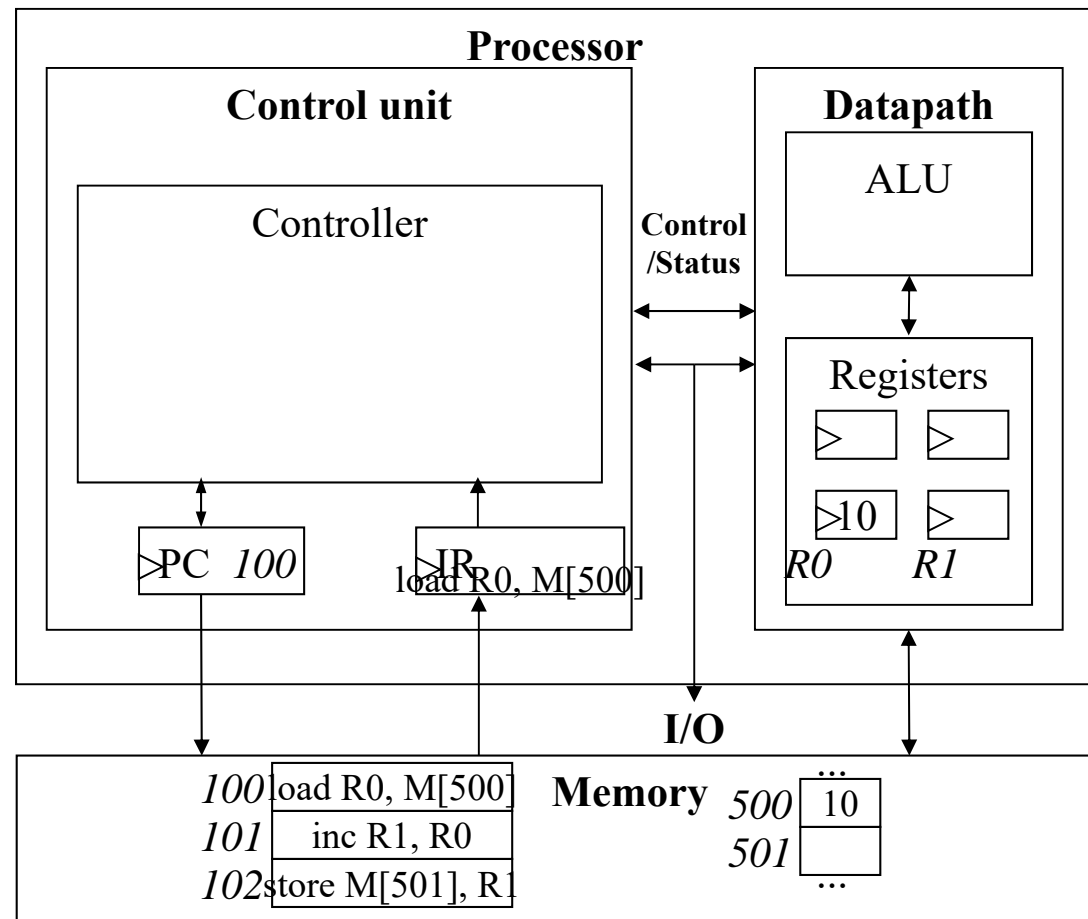 Processor
Control unit
Controller
PC 100
IR
load R0, M[500]
Control
/Status
Datapath
ALU
Registers
10
R0 R1
I/O
Memory
100 load R0, M[500]
101 inc R1, R0
102 store M[501], R1
...
500 10
501
...